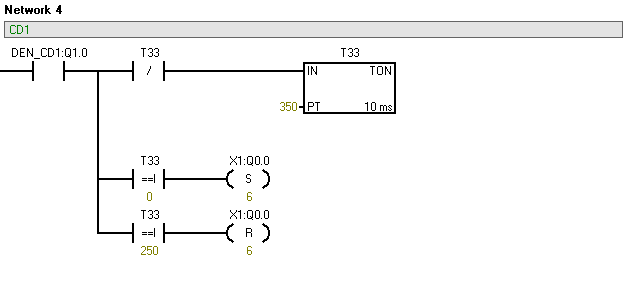 Network 4
CD1
DEN_CD1:Q1.0 T33 T33
/ IN TON
350 PT 10 ms
T33 X1:Q0.0
==I S
0 6
T33 X1:Q0.0
==I R
250 6